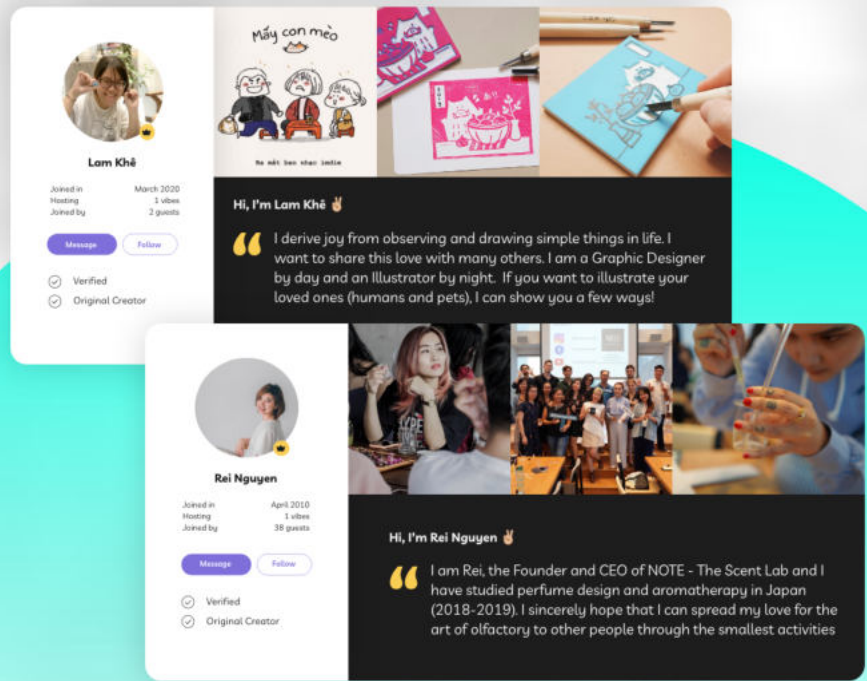 Mấy con mèo
Ra mắt ban nhạc indie
Lam Khê
Joined in March 2020
Hosting 1 vibes
Joined by 2 guests
Message Follow
Verified
Original Creator
Hi, I'm Lam Khê ✌🏼
I derive joy from observing and drawing simple things in life. I
want to share this love with many others. I am a Graphic Designer
by day and an Illustrator by night. If you want to illustrate your
loved ones (humans and pets), I can show you a few ways!
Rei Nguyen
Joined in April 2010
Hosting 1 vibes
Joined by 38 guests
Message Follow
Verified
Original Creator
Hi, I'm Rei Nguyen ✌🏼
I am Rei, the Founder and CEO of NOTE - The Scent Lab and I
have studied perfume design and aromatherapy in Japan
(2018-2019). I sincerely hope that I can spread my love for the
art of olfactory to other people through the smallest activities